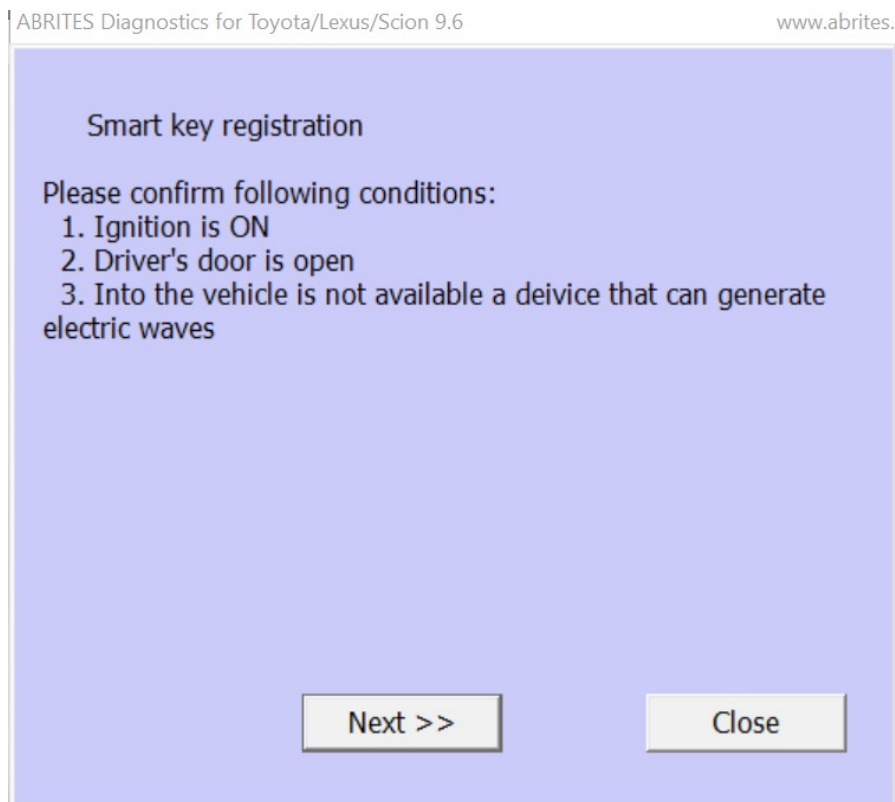 ABRITES Diagnostics for Toyota/Lexus/Scion 9.6 www.abrites.
Smart key registration
Please confirm following conditions:
1. Ignition is ON
2. Driver's door is open
3. Into the vehicle is not available a deivice that can generate
electric waves
Next >> Close